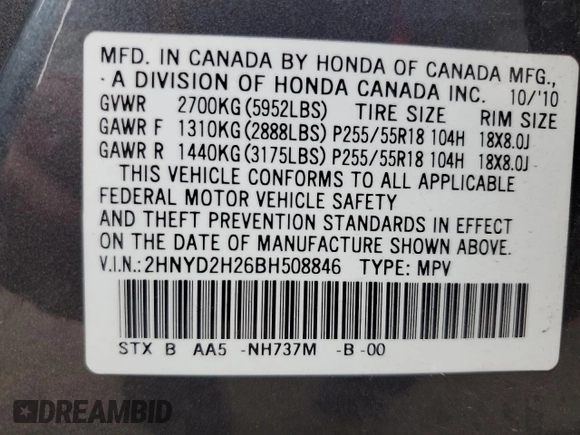 MFD. IN CANADA BY HONDA OF CANADA MFG.,
A DIVISION OF HONDA CANADA INC. 10/'10
GVWR 2700KG(5952LBS) TIRE SIZE RIM SIZE
GAWR F 1310KG(2888LBS) P255/55R18 104H 18X8.0J
GAWR R 1440KG(3175LBS) P255/55R18 104H 18X8.0J
THIS VEHICLE CONFORMS TO ALL APPLICABLE
FEDERAL MOTOR VEHICLE SAFETY
AND THEFT PREVENTION STANDARDS IN EFFECT
ON THE DATE OF MANUFACTURE SHOWN ABOVE.
V.I.N.:2HNYD2H26BH508846 TYPE: MPV
STX B AA5 -NH737M -B -00
DREAMBID